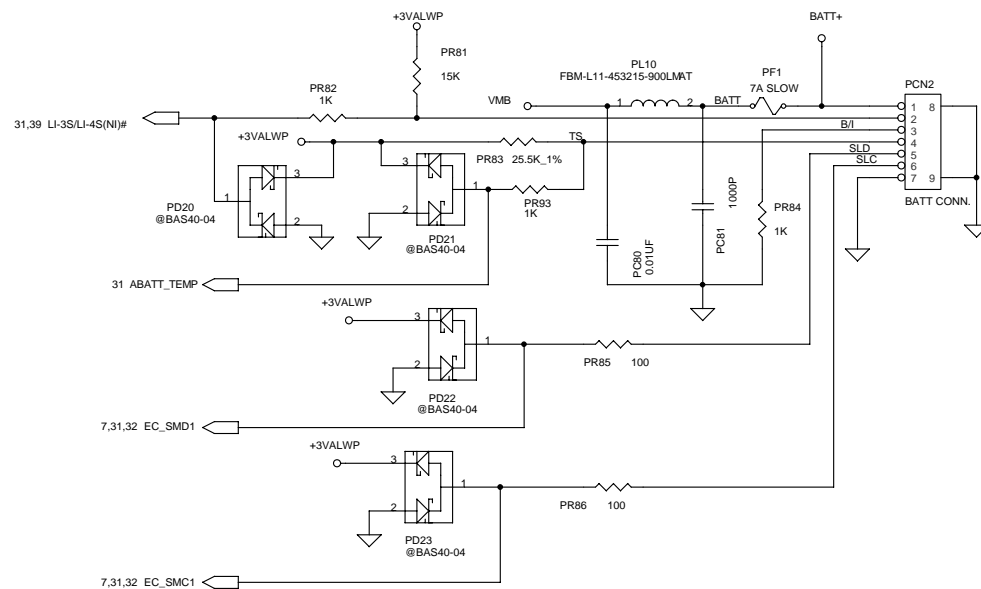 +3VALWP
BATT+
PR81
15K
PL10
FBM-L11-453215-900LMAT
PF1
7A SLOW
PCN2
PR82
1K
VMB
1
2
BATT
1
8
31,39 LI-3S/LI-4S(NI)#
2
B/I
3
+3VALWP
TS
4
SLD
5
3
3
PR83 25.5K_1%
SLC
6
1
1
7
9
PR93
1K
BATT CONN.
2
2
PD20
@BAS40-04
PD21
@BAS40-04
1000P
PC81
PR84
1K
PC80
0.01UF
31 ABATT_TEMP
+3VALWP
3
1
2
PR85 100
PD22
@BAS40-04
7,31,32 EC_SMD1
+3VALWP
3
1
2
PR86 100
PD23
@BAS40-04
7,31,32 EC_SMC1